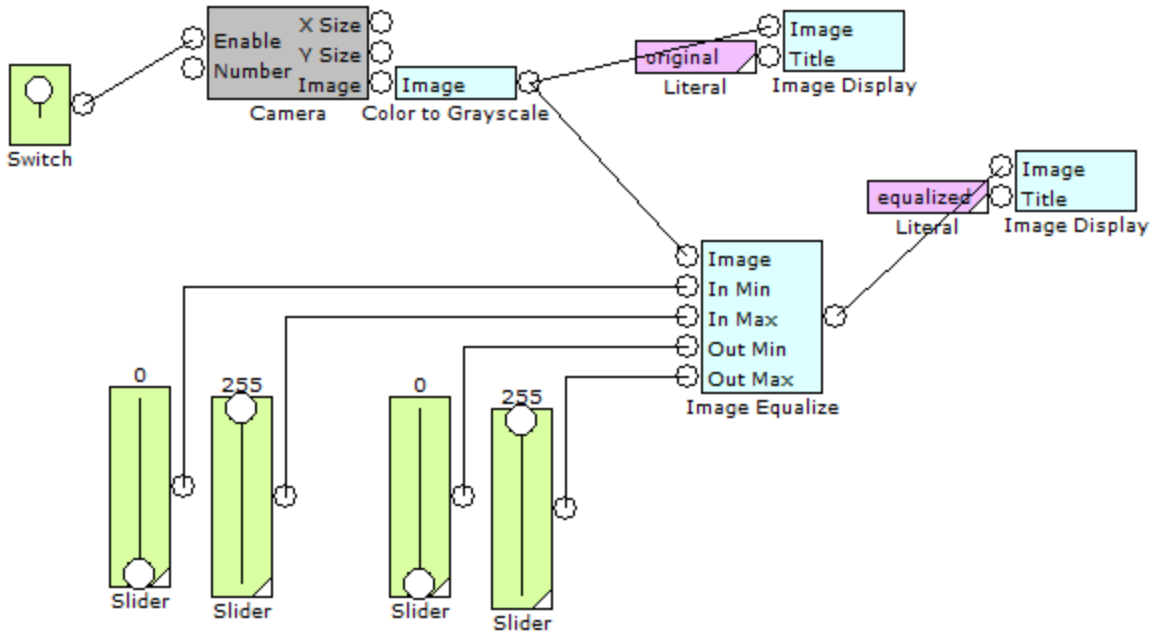 X Size
Enable
Y Size
Number
Image
Camera
Image
Color to Grayscale
original
Literal
Image
Title
Image Display
Switch
equalized
Literal
Image
Title
Image Display
Image
In Min
In Max
Out Min
Out Max
Image Equalize
0
Slider
255
Slider
0
Slider
255
Slider